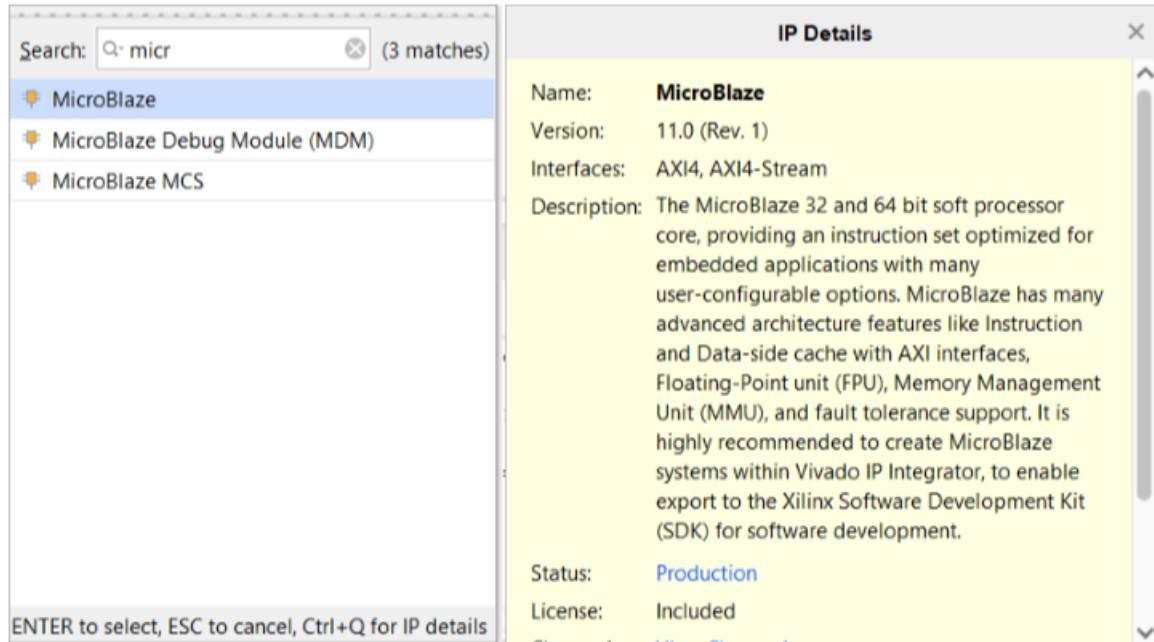 Search: micr (3 matches)
MicroBlaze
MicroBlaze Debug Module (MDM)
MicroBlaze MCS
ENTER to select, ESC to cancel, Ctrl+Q for IP details
IP Details
Name: MicroBlaze
Version: 11.0 (Rev. 1)
Interfaces: AXI4, AXI4-Stream
Description: The MicroBlaze 32 and 64 bit soft processor
core, providing an instruction set optimized for
embedded applications with many
user-configurable options. MicroBlaze has many
advanced architecture features like Instruction
and Data-side cache with AXI interfaces,
Floating-Point unit (FPU), Memory Management
Unit (MMU), and fault tolerance support. It is
highly recommended to create MicroBlaze
systems within Vivado IP Integrator, to enable
export to the Xilinx Software Development Kit
(SDK) for software development.
Status: Production
License: Included